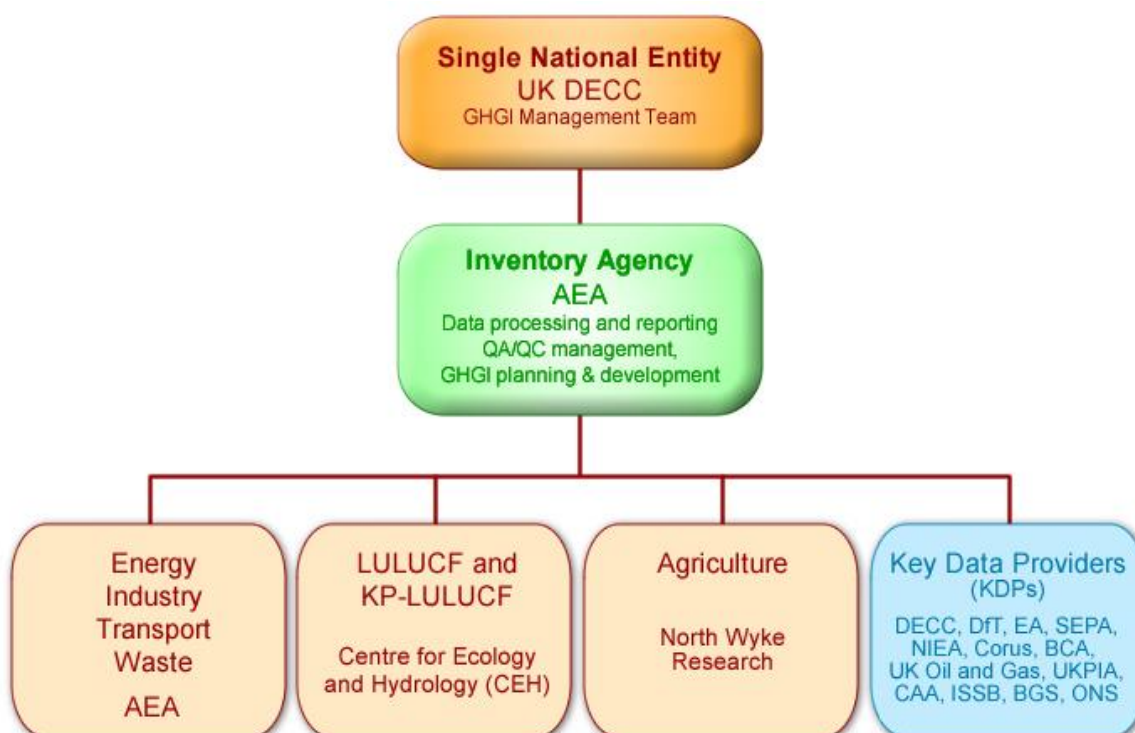 Single National Entity
UK DECC
GHGI Management Team
Inventory Agency
AEA
Data processing and reporting
QA/QC management,
GHGI planning & development
Energy
Industry
Transport
Waste
AEA
LULUCF and
KP-LULUCF
Centre for Ecology
and Hydrology (CEH)
Agriculture
North Wyke
Research
Key Data Providers
(KDPs)
DECC, DfT, EA, SEPA,
NIEA, Corus, BCA,
UK Oil and Gas, UKPIA,
CAA, ISSB, BGS, ONS